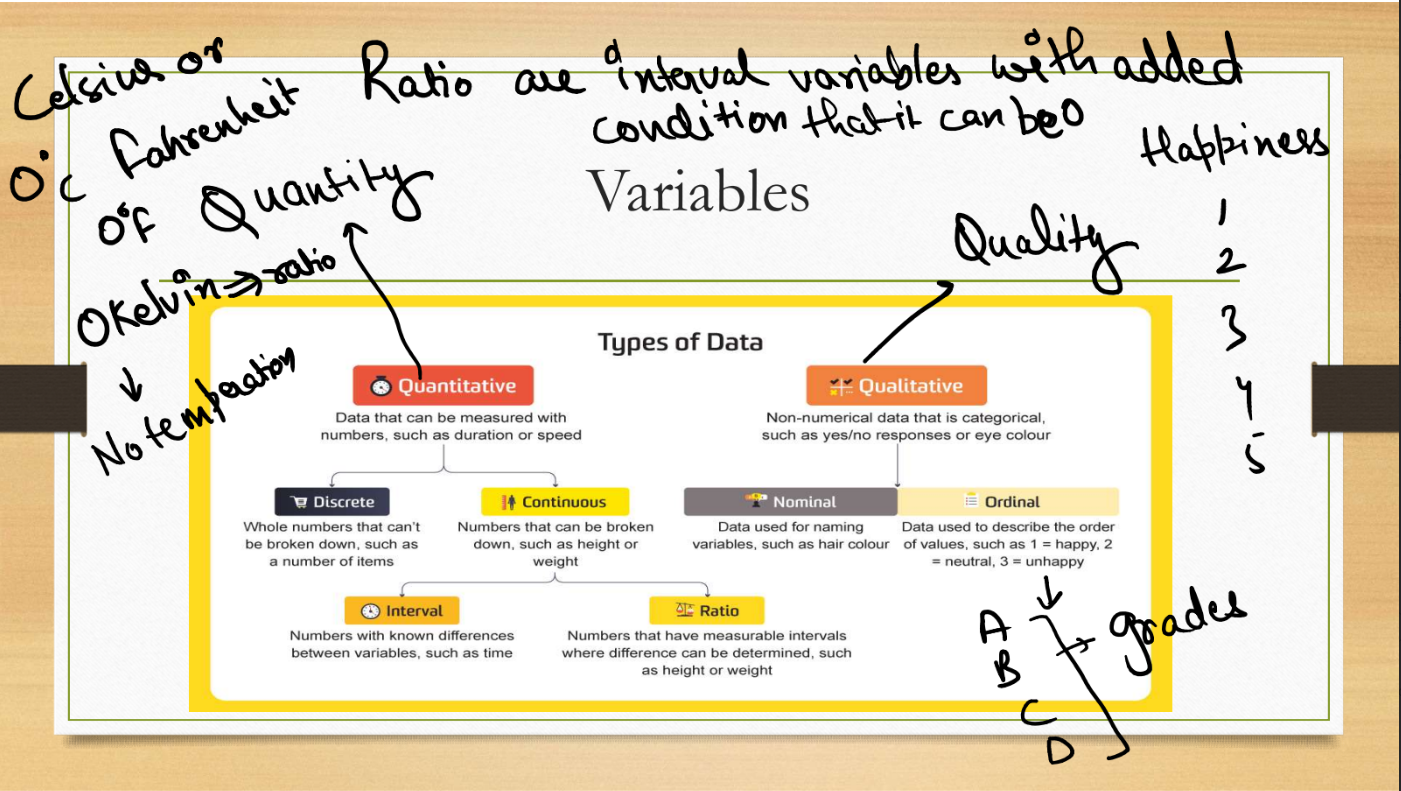 Celsius or
Fahrenheit
0°C
0°F
0 Kelvin ⇒ ratio
↓
No temperation
Ratio are interval variables with added
condition that it can be 0
Quantity
Variables
Quality
Happiness
1
2
3
4
5
Types of Data
Quantitative
Data that can be measured with
numbers, such as duration or speed
Qualitative
Non-numerical data that is categorical,
such as yes/no responses or eye colour
Discrete
Whole numbers that can't
be broken down, such as
a number of items
Continuous
Numbers that can be broken
down, such as height or
weight
Nominal
Data used for naming
variables, such as hair colour
Ordinal
Data used to describe the order
of values, such as 1 = happy, 2
= neutral, 3 = unhappy
Interval
Numbers with known differences
between variables, such as time
Ratio
Numbers that have measurable intervals
where difference can be determined, such
as height or weight
A
B
C
D
grades